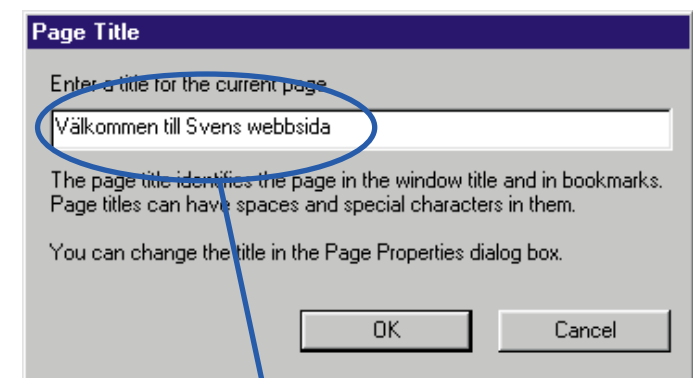 Page Title
Enter a title for the current page
Välkommen till Svens webbsida
The page title identifies the page in the window title and in bookmarks.
Page titles can have spaces and special characters in them.
You can change the title in the Page Properties dialog box.
OK
Cancel